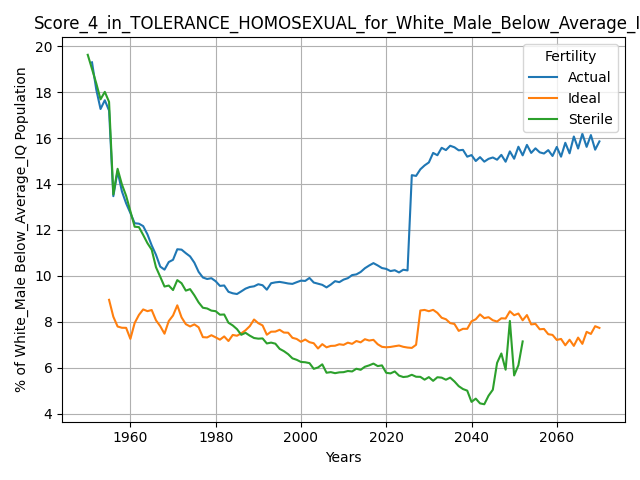 Score_4_in_TOLERANCE_HOMOSEXUAL_for_White_Male_Below_Average_I
% of White_Male Below_Average_IQ Population
20
18
16
14
12
10
8
6
4
Fertility
Actual
Ideal
Sterile
1960
1980
2000
2020
2040
2060
Years